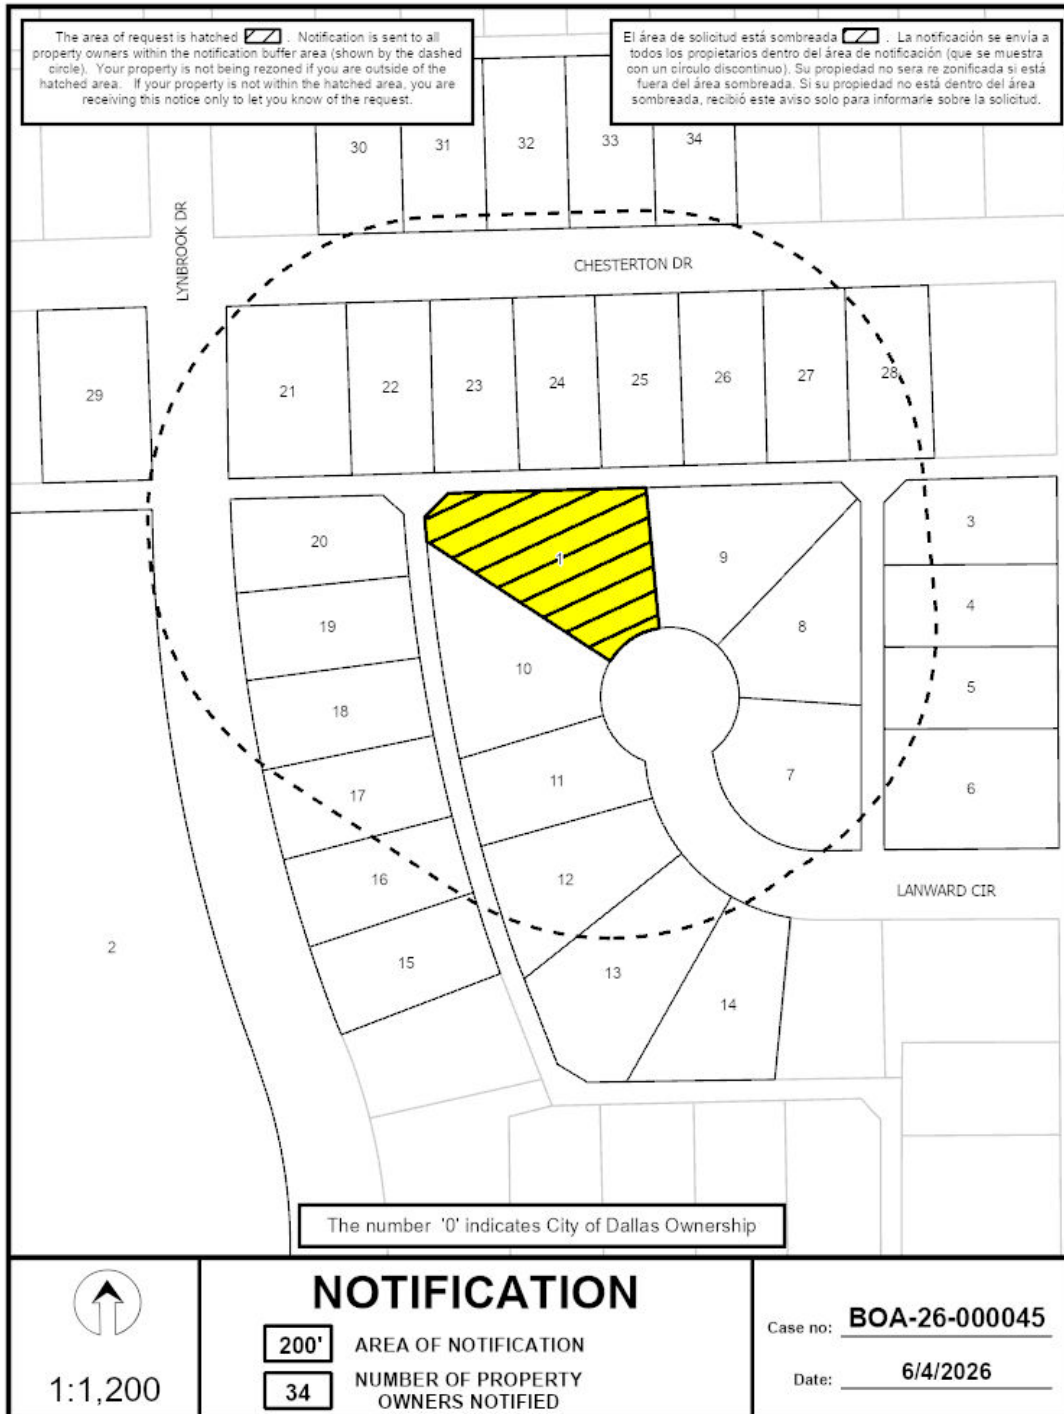 The area of request is hatched . Notification is sent to all
property owners within the notification buffer area (shown by the dashed
circle). Your property is not being rezoned if you are outside of the
hatched area. If your property is not within the hatched area, you are
receiving this notice only to let you know of the request.
El área de solicitud está sombreada . La notificación se envía a
todos los propietarios dentro del área de notificación (que se muestra
con un círculo discontinuo). Su propiedad no sera re zonificada si está
fuera del área sombreada. Si su propiedad no está dentro del área
sombreada, recibió este aviso solo para informarle sobre la solicitud.
30
31
32
33
34
LYNBROOK DR
CHESTERTON DR
29
21
22
23
24
25
26
27
28
20
1
9
3
19
8
4
10
5
18
11
7
6
17
12
16
LANWARD CIR
2
15
13
14
The number '0' indicates City of Dallas Ownership
1:1,200
NOTIFICATION
200' AREA OF NOTIFICATION
34 NUMBER OF PROPERTY
OWNERS NOTIFIED
Case no: BOA-26-000045
Date: 6/4/2026